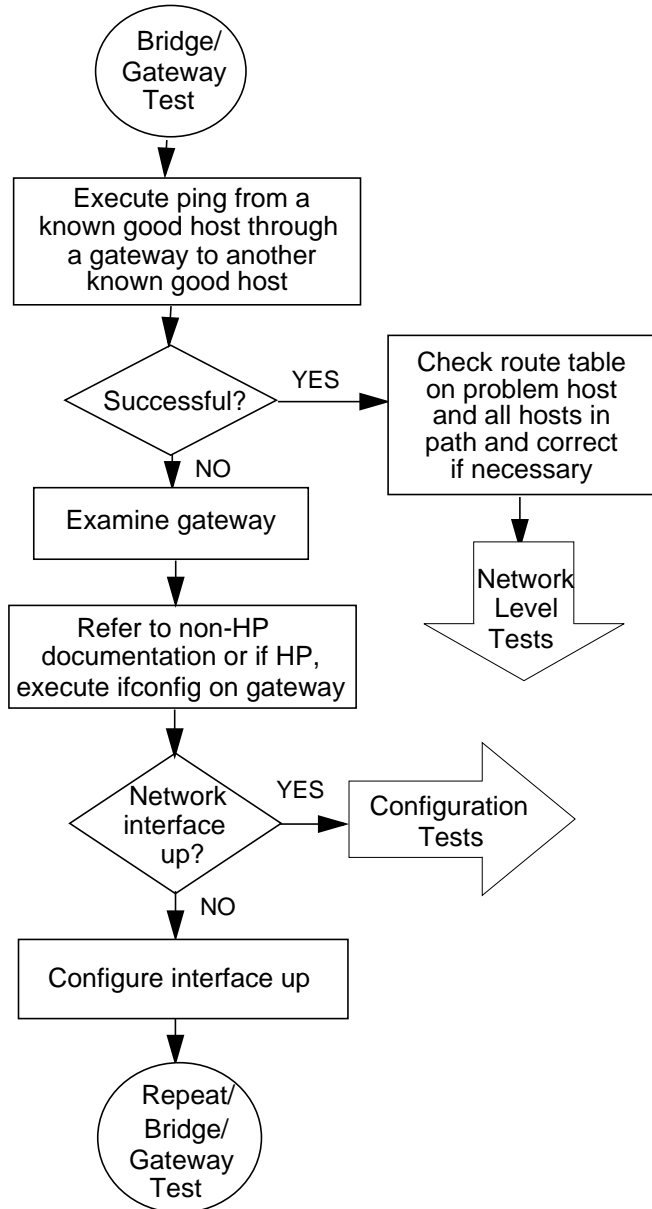 Bridge/
Gateway
Test
Execute ping from a
known good host through
a gateway to another
known good host
Successful?
YES
Check route table
on problem host
and all hosts in
path and correct
if necessary
NO
Network
Level
Tests
Examine gateway
Refer to non-HP
documentation or if HP,
execute ifconfig on gateway
Network
interface
up?
YES
Configuration
Tests
NO
Configure interface up
Repeat/
Bridge/
Gateway
Test